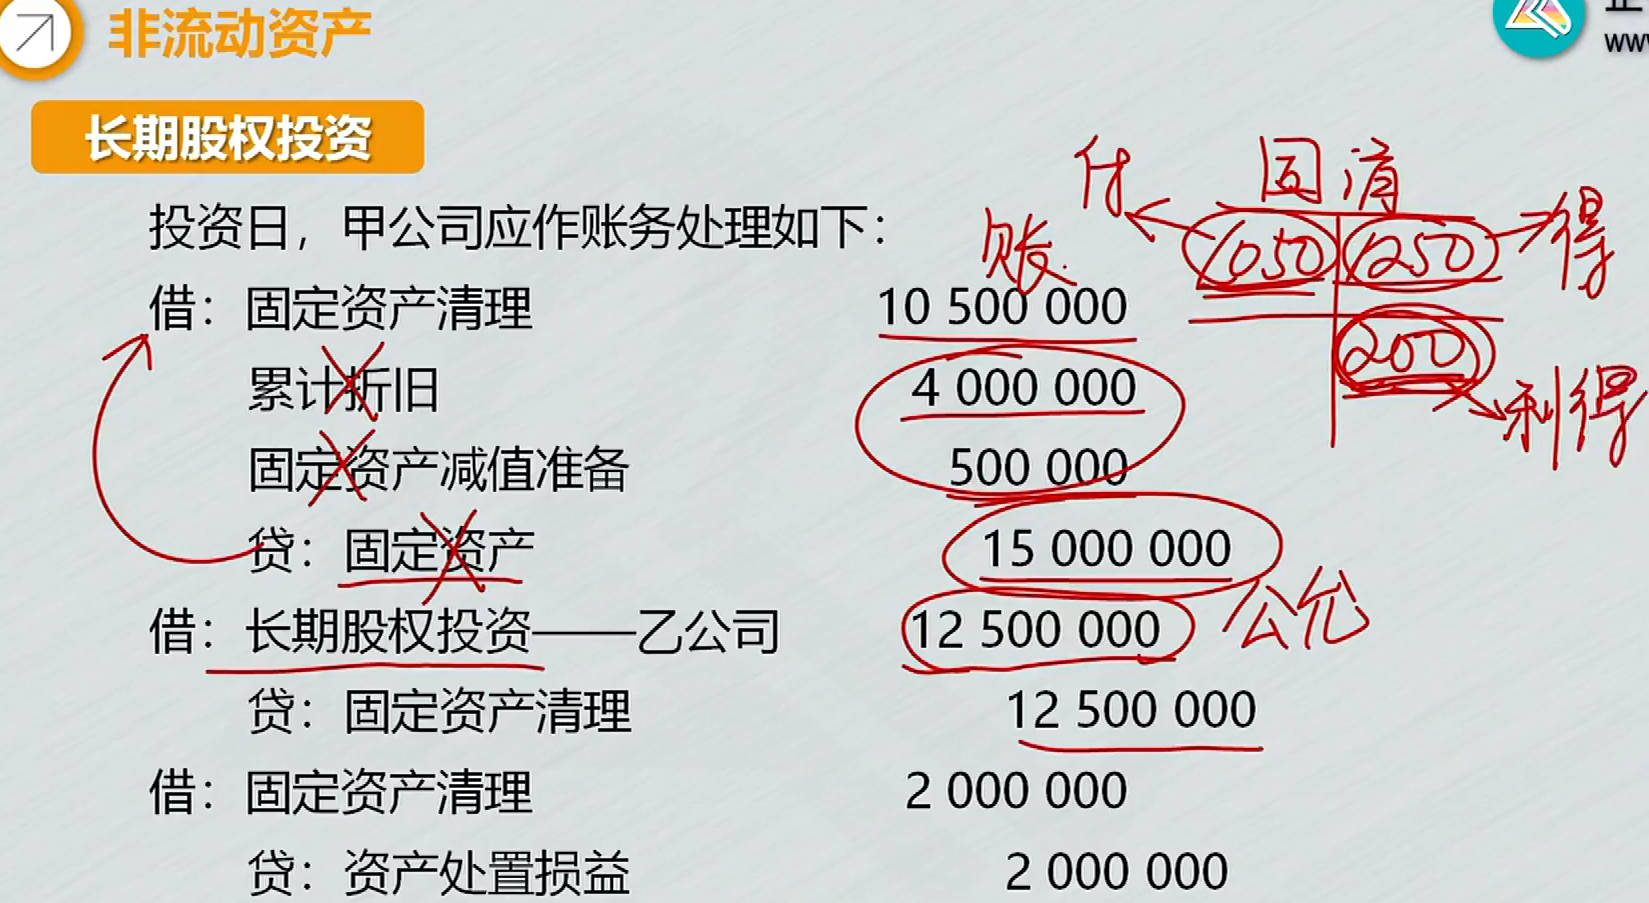 非流动资产
www
长期股权投资
付 固清
投资日，甲公司应作账务处理如下： 账 1050 1250 得
借：固定资产清理 10 500 000
200
累计折旧 4 000 000 利得
固定资产减值准备 500 000
贷：固定资产 15 000 000
借：长期股权投资——乙公司 12 500 000 公允
贷：固定资产清理 12 500 000
借：固定资产清理 2 000 000
贷：资产处置损益 2 000 000